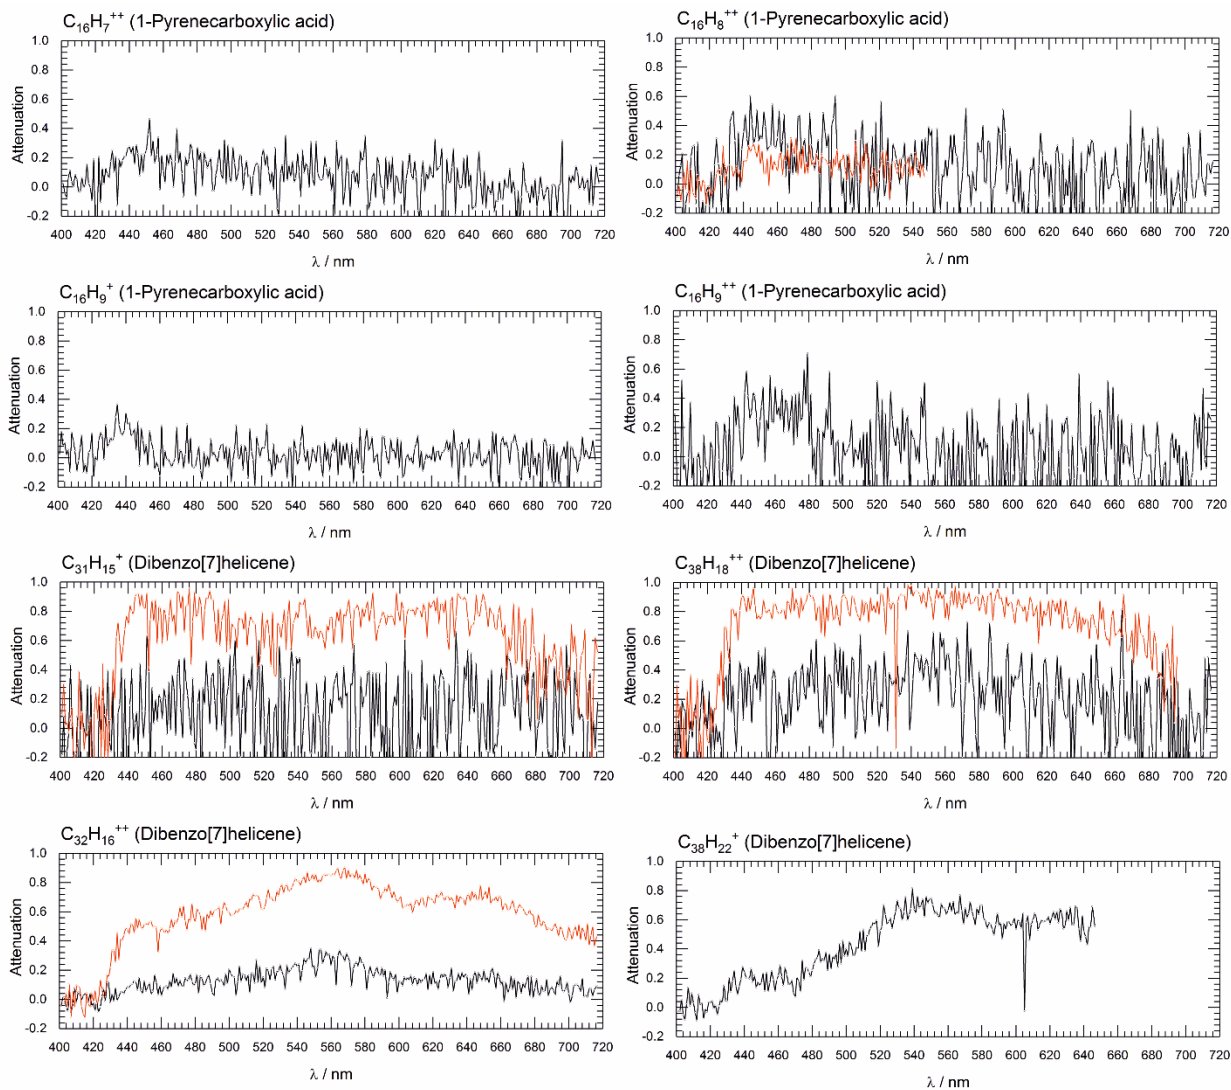 C16H7++ (1-Pyrenecarboxylic acid)
1.0
0.8
0.6
0.4
0.2
0.0
-0.2
Attenuation
400 420 440 460 480 500 520 540 560 580 600 620 640 660 680 700 720
λ / nm
C16H8++ (1-Pyrenecarboxylic acid)
1.0
0.8
0.6
0.4
0.2
0.0
-0.2
Attenuation
400 420 440 460 480 500 520 540 560 580 600 620 640 660 680 700 720
λ / nm
C16H9+ (1-Pyrenecarboxylic acid)
1.0
0.8
0.6
0.4
0.2
0.0
-0.2
Attenuation
400 420 440 460 480 500 520 540 560 580 600 620 640 660 680 700 720
λ / nm
C16H9++ (1-Pyrenecarboxylic acid)
1.0
0.8
0.6
0.4
0.2
0.0
-0.2
Attenuation
400 420 440 460 480 500 520 540 560 580 600 620 640 660 680 700 720
λ / nm
C31H15+ (Dibenzo[7]helicene)
1.0
0.8
0.6
0.4
0.2
0.0
-0.2
Attenuation
400 420 440 460 480 500 520 540 560 580 600 620 640 660 680 700 720
λ / nm
C38H18++ (Dibenzo[7]helicene)
1.0
0.8
0.6
0.4
0.2
0.0
-0.2
Attenuation
400 420 440 460 480 500 520 540 560 580 600 620 640 660 680 700 720
λ / nm
C32H16++ (Dibenzo[7]helicene)
1.0
0.8
0.6
0.4
0.2
0.0
-0.2
Attenuation
400 420 440 460 480 500 520 540 560 580 600 620 640 660 680 700 720
λ / nm
C38H22+ (Dibenzo[7]helicene)
1.0
0.8
0.6
0.4
0.2
0.0
-0.2
Attenuation
400 420 440 460 480 500 520 540 560 580 600 620 640 660 680 700 720
λ / nm